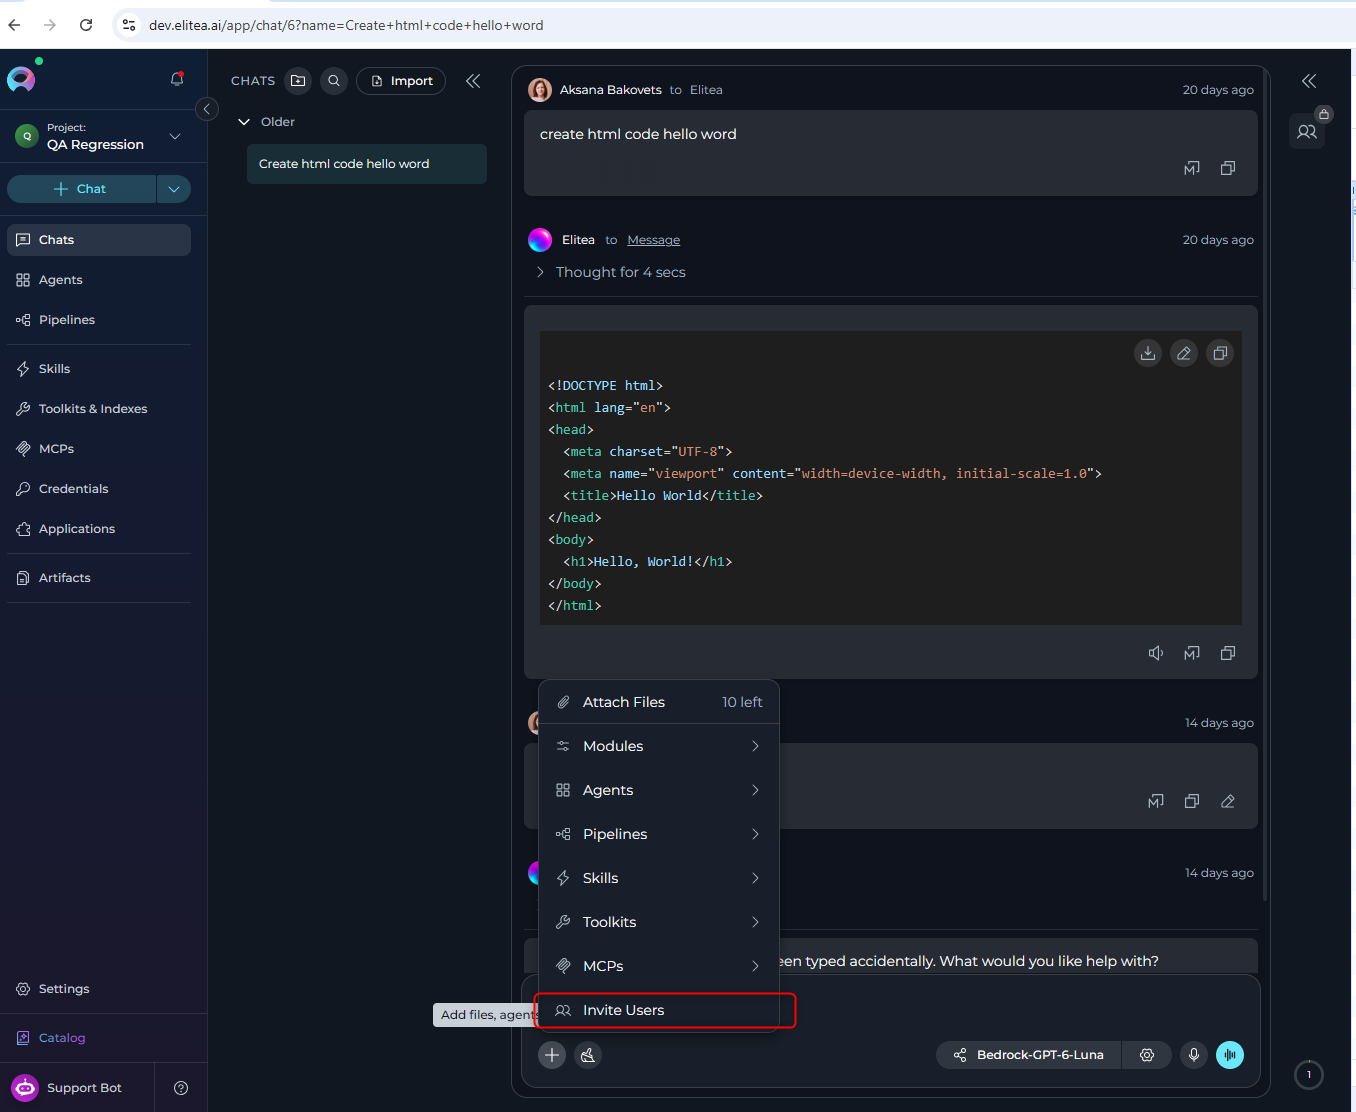 dev.elitea.ai/app/chat/6?name=Create+html+code+hello+word
Q
Project:
QA Regression
Chat
Chats
Agents
Pipelines
Skills
Toolkits & Indexes
MCPs
Credentials
Applications
Artifacts
Settings
Catalog
Support Bot
CHATS
Import
Older
Create html code hello word
Aksana Bakovets to Elitea
20 days ago
create html code hello word
Elitea to Message
20 days ago
Thought for 4 secs
<!DOCTYPE html>
<html lang="en">
<head>
<meta charset="UTF-8">
<meta name="viewport" content="width=device-width, initial-scale=1.0">
<title>Hello World</title>
</head>
<body>
<h1>Hello, World!</h1>
</body>
</html>
14 days ago
14 days ago
typed accidentally. What would you like help with?
Attach Files 10 left
Modules
Agents
Pipelines
Skills
Toolkits
MCPs
Invite Users
Add files, agents
Bedrock-GPT-6-Luna
1